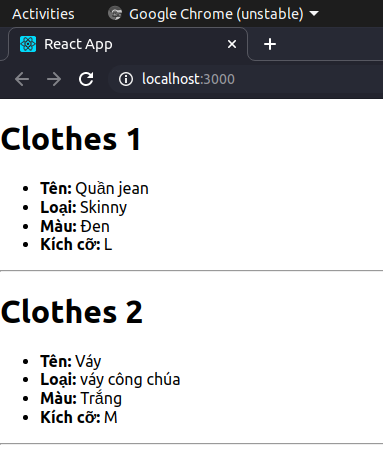 Activities Google Chrome (unstable)
React App
localhost:3000
Clothes 1
Tên: Quần jean
Loại: Skinny
Màu: Đen
Kích cỡ: L
Clothes 2
Tên: Váy
Loại: váy công chúa
Màu: Trắng
Kích cỡ: M